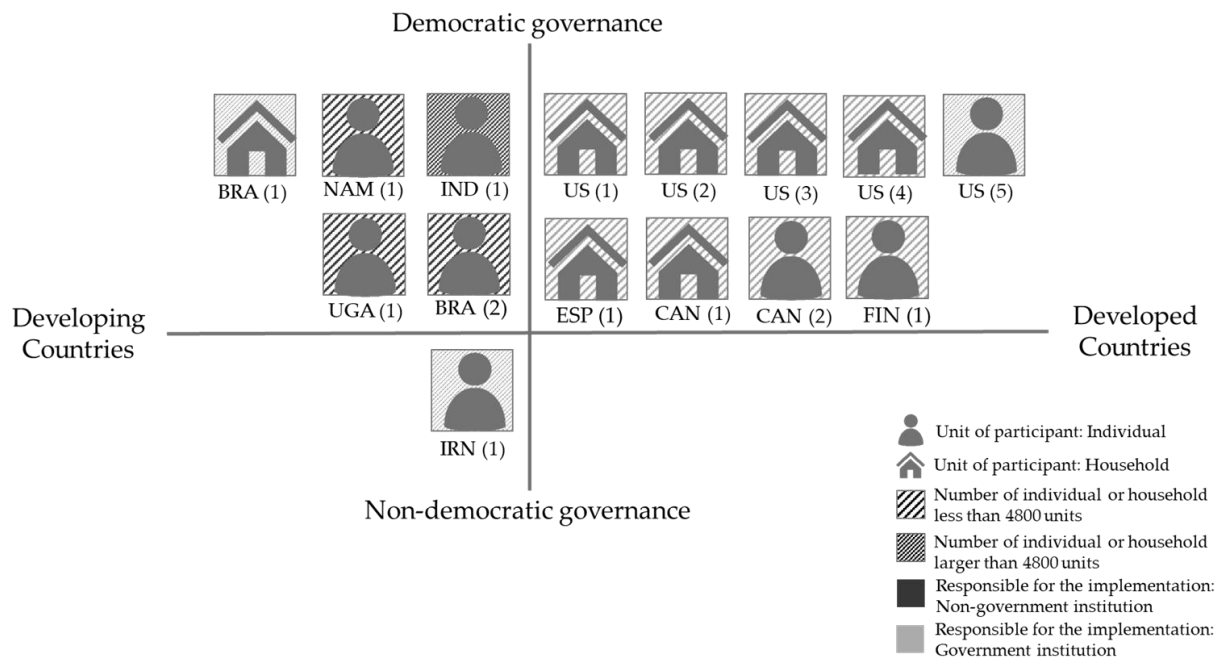 Democratic governance
BRA (1)
NAM (1)
IND (1)
US (1)
US (2)
US (3)
US (4)
US (5)
UGA (1)
BRA (2)
ESP (1)
CAN (1)
CAN (2)
FIN (1)
Developing
Countries
Developed
Countries
IRN (1)
Non-democratic governance
Unit of participant: Individual
Unit of participant: Household
Number of individual or household
less than 4800 units
Number of individual or household
larger than 4800 units
Responsible for the implementation:
Non-government institution
Responsible for the implementation:
Government institution